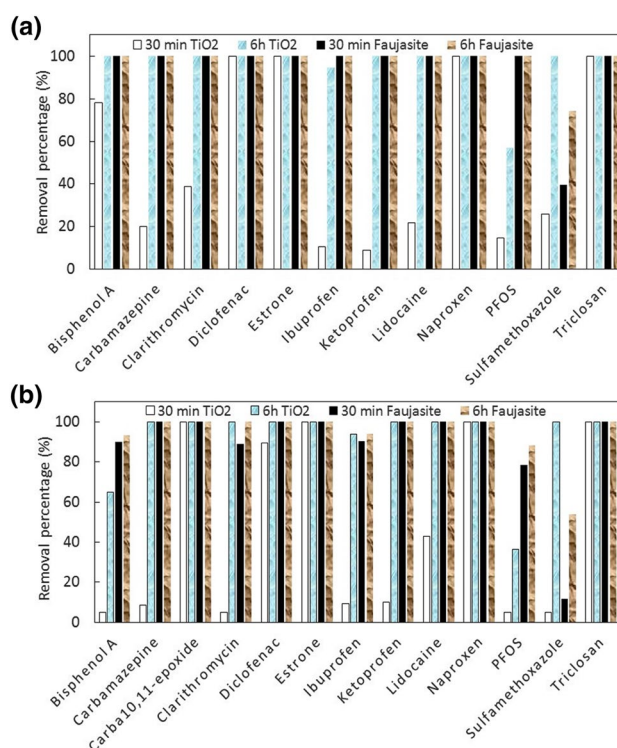 (a)
30 min TiO2 6h TiO2 30 min Faujasite 6h Faujasite
Removal percentage (%)
100
80
60
40
20
0
Bisphenol A
Carbamazepine
Clarithromycin
Diclofenac
Estrone
Ibuprofen
Ketoprofen
Lidocaine
Naproxen
PFOS
Sulfamethoxazole
Triclosan
(b)
30 min TiO2 6h TiO2 30 min Faujasite 6h Faujasite
Removal percentage (%)
100
80
60
40
20
0
Bisphenol A
Carbamazepine
Carba10,11-epoxide
Clarithromycin
Diclofenac
Estrone
Ibuprofen
Ketoprofen
Lidocaine
Naproxen
PFOS
Sulfamethoxazole
Triclosan